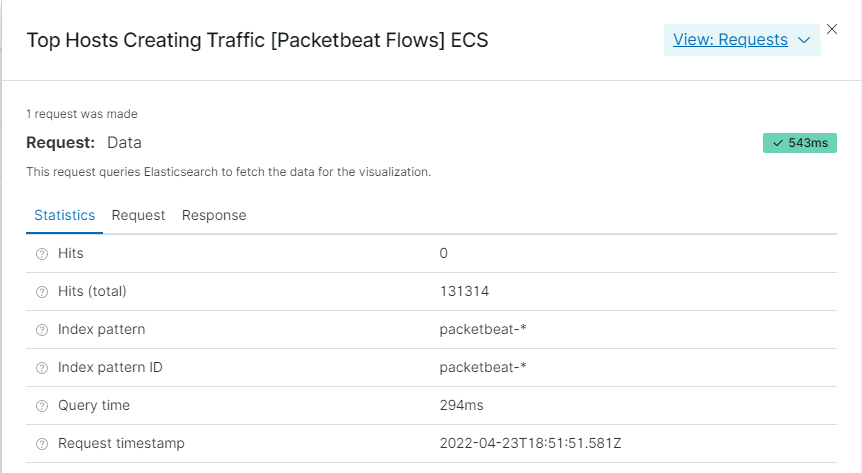 Top Hosts Creating Traffic [Packetbeat Flows] ECS
View: Requests
1 request was made
Request: Data
543ms
This request queries Elasticsearch to fetch the data for the visualization.
Statistics Request Response
Hits 0
Hits (total) 131314
Index pattern packetbeat-*
Index pattern ID packetbeat-*
Query time 294ms
Request timestamp 2022-04-23T18:51:51.581Z